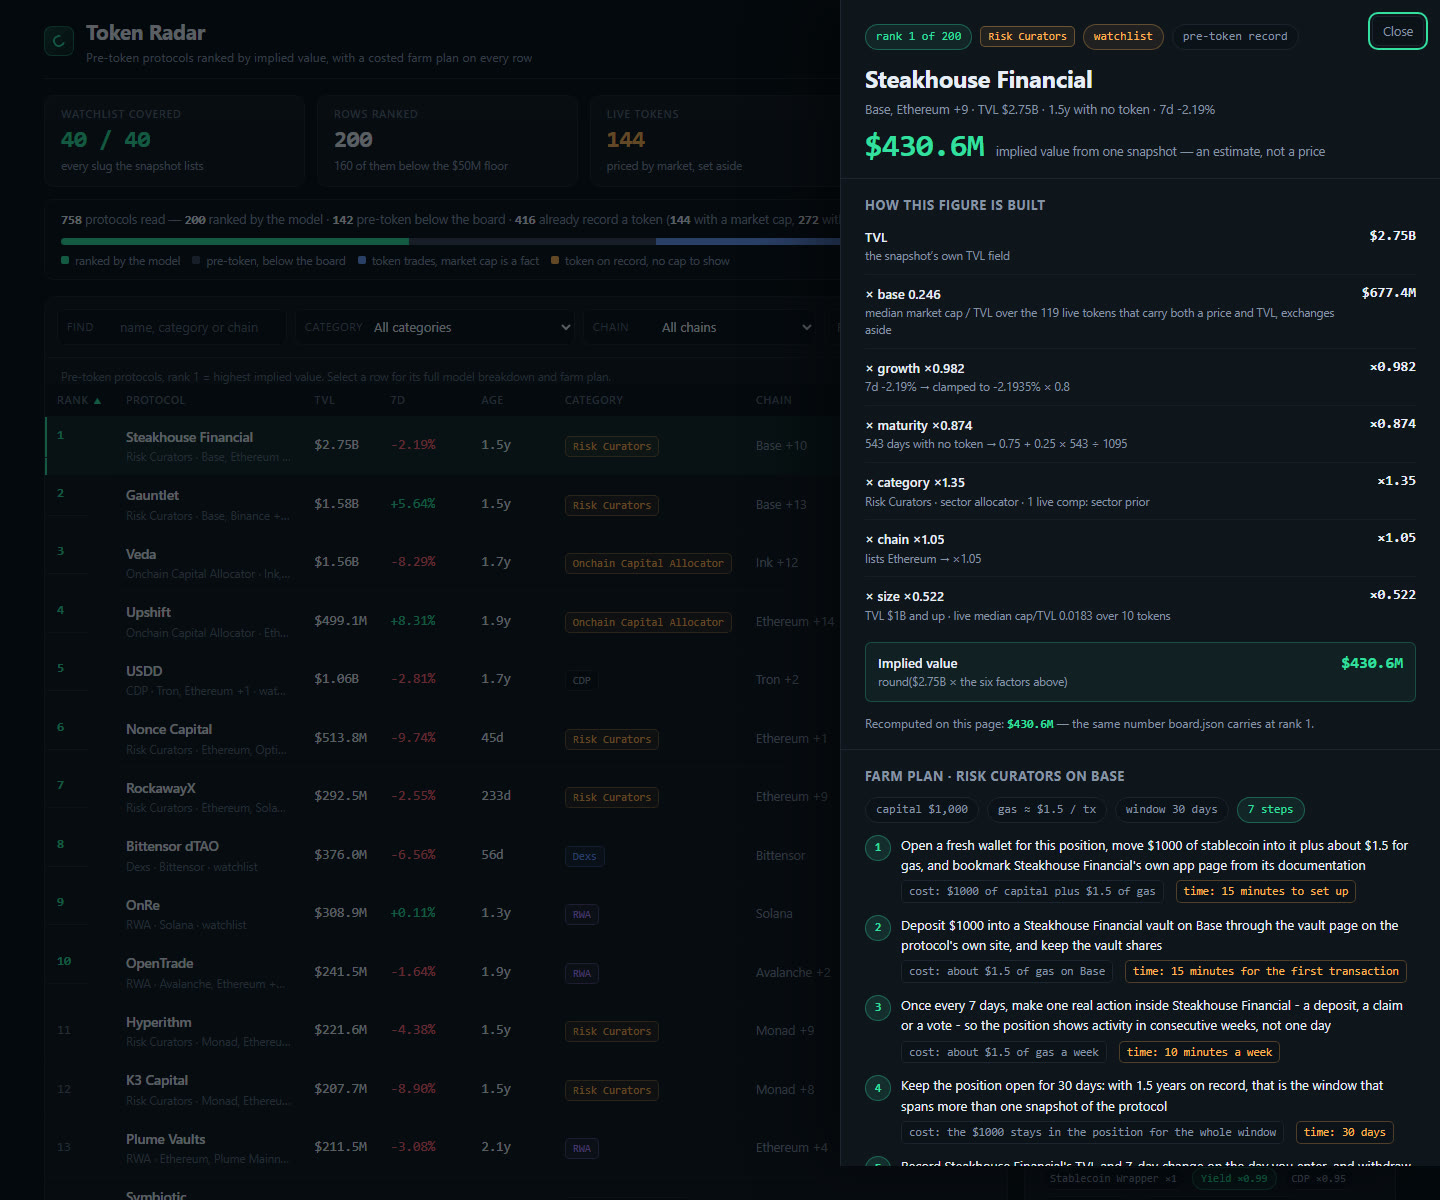 Token Radar
Pre-token protocols ranked by implied value, with a costed farm plan on every row
WATCHLIST COVERED
40 / 40
every slug the snapshot lists
ROWS RANKED
200
160 of them below the $50M floor
LIVE TOKENS
144
priced by market, set aside
758 protocols read — 200 ranked by the model · 142 pre-token below the board · 416 already record a token (144 with a market cap, 272 with
ranked by the model
pre-token, below the board
token trades, market cap is a fact
token on record, no cap to show
FIND name, category or chain
CATEGORY All categories
CHAIN All chains
Pre-token protocols, rank 1 = highest implied value. Select a row for its full model breakdown and farm plan.
RANK ▲ PROTOCOL TVL 7D AGE CATEGORY CHAIN
1 Steakhouse Financial $2.75B -2.19% 1.5y Risk Curators Base +10
Risk Curators · Base, Ethereum ...
2 Gauntlet $1.58B +5.64% 1.5y Risk Curators Base +13
Risk Curators · Base, Binance +...
3 Veda $1.56B -8.29% 1.7y Onchain Capital Allocator Ink +12
Onchain Capital Allocator · Ink,...
4 Upshift $499.1M +8.31% 1.9y Onchain Capital Allocator Ethereum +14
Onchain Capital Allocator · Eth...
5 USDD $1.06B -2.81% 1.7y CDP Tron +2
CDP · Tron, Ethereum +1 · wat...
6 Nonce Capital $513.8M -9.74% 45d Risk Curators Ethereum +1
Risk Curators · Ethereum, Opti...
7 RockawayX $292.5M -2.55% 233d Risk Curators Ethereum +9
Risk Curators · Ethereum, Sola...
8 Bittensor dTAO $376.0M -6.56% 56d Dexs Bittensor
Dexs · Bittensor · watchlist
9 OnRe $308.9M +0.11% 1.3y RWA Solana
RWA · Solana · watchlist
10 OpenTrade $241.5M -1.64% 1.9y RWA Avalanche +2
RWA · Avalanche, Ethereum +...
11 Hyperithm $221.6M -4.38% 1.5y Risk Curators Monad +9
Risk Curators · Monad, Ethereu...
12 K3 Capital $207.7M -8.90% 1.5y Risk Curators Monad +8
Risk Curators · Monad, Ethereu...
13 Plume Vaults $211.5M -3.08% 2.1y RWA Ethereum +4
RWA · Ethereum, Plume Mainn...
Symbiotic
rank 1 of 200 Risk Curators watchlist pre-token record Close
Steakhouse Financial
Base, Ethereum +9 · TVL $2.75B · 1.5y with no token · 7d -2.19%
$430.6M implied value from one snapshot — an estimate, not a price
HOW THIS FIGURE IS BUILT
TVL $2.75B
the snapshot's own TVL field
× base 0.246 $677.4M
median market cap / TVL over the 119 live tokens that carry both a price and TVL, exchanges
aside
× growth ×0.982 ×0.982
7d -2.19% → clamped to -2.1935% × 0.8
× maturity ×0.874 ×0.874
543 days with no token → 0.75 + 0.25 × 543 ÷ 1095
× category ×1.35 ×1.35
Risk Curators · sector allocator · 1 live comp: sector prior
× chain ×1.05 ×1.05
lists Ethereum → ×1.05
× size ×0.522 ×0.522
TVL $1B and up · live median cap/TVL 0.0183 over 10 tokens
Implied value $430.6M
round($2.75B × the six factors above)
Recomputed on this page: $430.6M — the same number board.json carries at rank 1.
FARM PLAN · RISK CURATORS ON BASE
capital $1,000 gas ≈ $1.5 / tx window 30 days 7 steps
1 Open a fresh wallet for this position, move $1000 of stablecoin into it plus about $1.5 for
gas, and bookmark Steakhouse Financial's own app page from its documentation
cost: $1000 of capital plus $1.5 of gas time: 15 minutes to set up
2 Deposit $1000 into a Steakhouse Financial vault on Base through the vault page on the
protocol's own site, and keep the vault shares
cost: about $1.5 of gas on Base time: 15 minutes for the first transaction
3 Once every 7 days, make one real action inside Steakhouse Financial - a deposit, a claim
or a vote - so the position shows activity in consecutive weeks, not one day
cost: about $1.5 of gas a week time: 10 minutes a week
4 Keep the position open for 30 days: with 1.5 years on record, that is the window that
spans more than one snapshot of the protocol
cost: the $1000 stays in the position for the whole window time: 30 days
5 Record Steakhouse Financial's TVL and 7-day change on the day you enter, and withdraw
Stablecoin Wrapper ×1 Yield ×0.99 CDP ×0.95